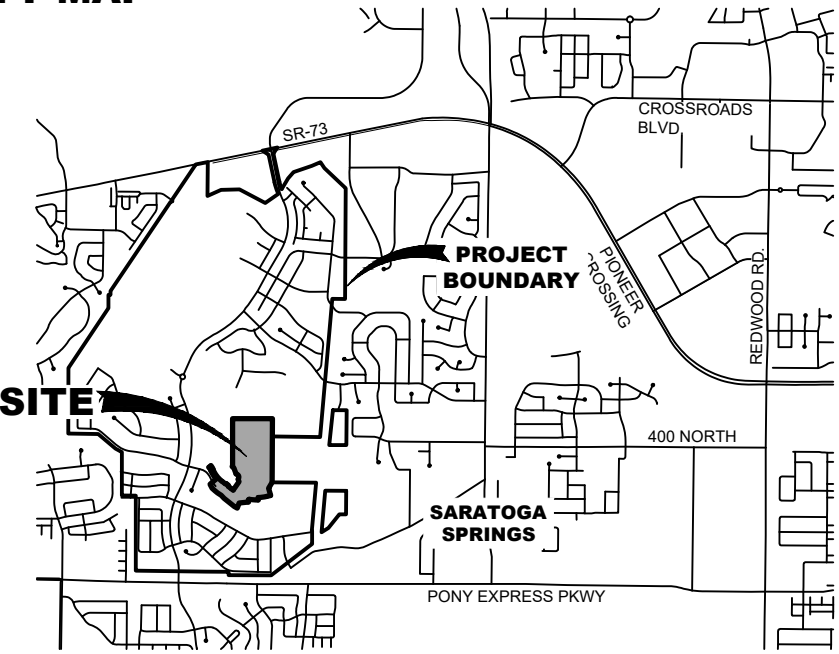 SR-73
CROSSROADS
BLVD
PROJECT
BOUNDARY
PIONEER
CROSSING
REDWOOD RD.
SITE
400 NORTH
SARATOGA
SPRINGS
PONY EXPRESS PKWY